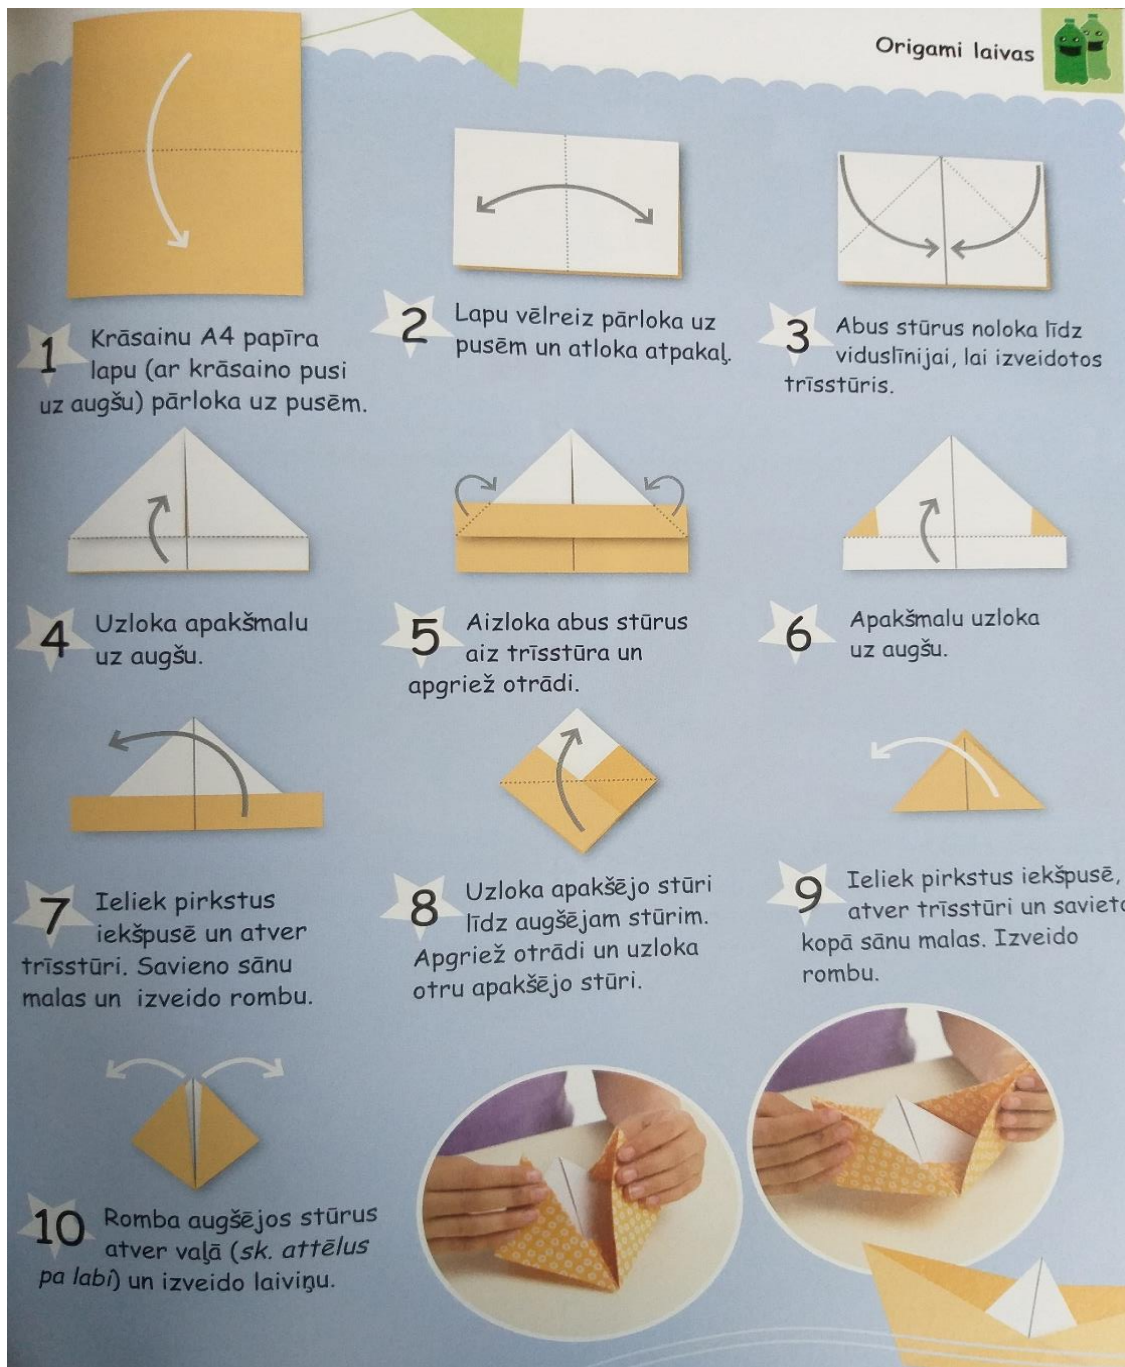 Origami laivas
1 Krāsainu A4 papīra
lapu (ar krāsaino pusi
uz augšu) pārloka uz pusēm.
2 Lapu vēlreiz pārloka uz
pusēm un atloka atpakaļ.
3 Abus stūrus noloka līdz
viduslīnijai, lai izveidotos
trīsstūris.
4 Uzloka apakšmalu
uz augšu.
5 Aizloka abus stūrus
aiz trīsstūra un
apgriež otrādi.
6 Apakšmalu uzloka
uz augšu.
7 Ieliek pirkstus
iekšpusē un atver
trīsstūri. Savieno sānu
malas un izveido rombu.
8 Uzloka apakšējo stūri
līdz augšējam stūrim.
Apgriež otrādi un uzloka
otru apakšējo stūri.
9 Ieliek pirkstus iekšpusē,
atver trīsstūri un
kopā sānu malas. Izveido
rombu.
10 Romba augšējos stūrus
atver vaļā (sk. attēlus
pa labi) un izveido laiviņu.